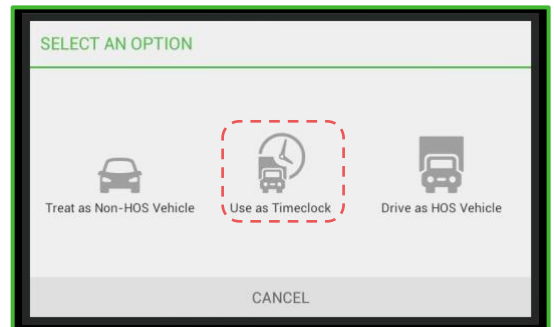 SELECT AN OPTION
Treat as Non-HOS Vehicle
Use as Timeclock
Drive as HOS Vehicle
CANCEL